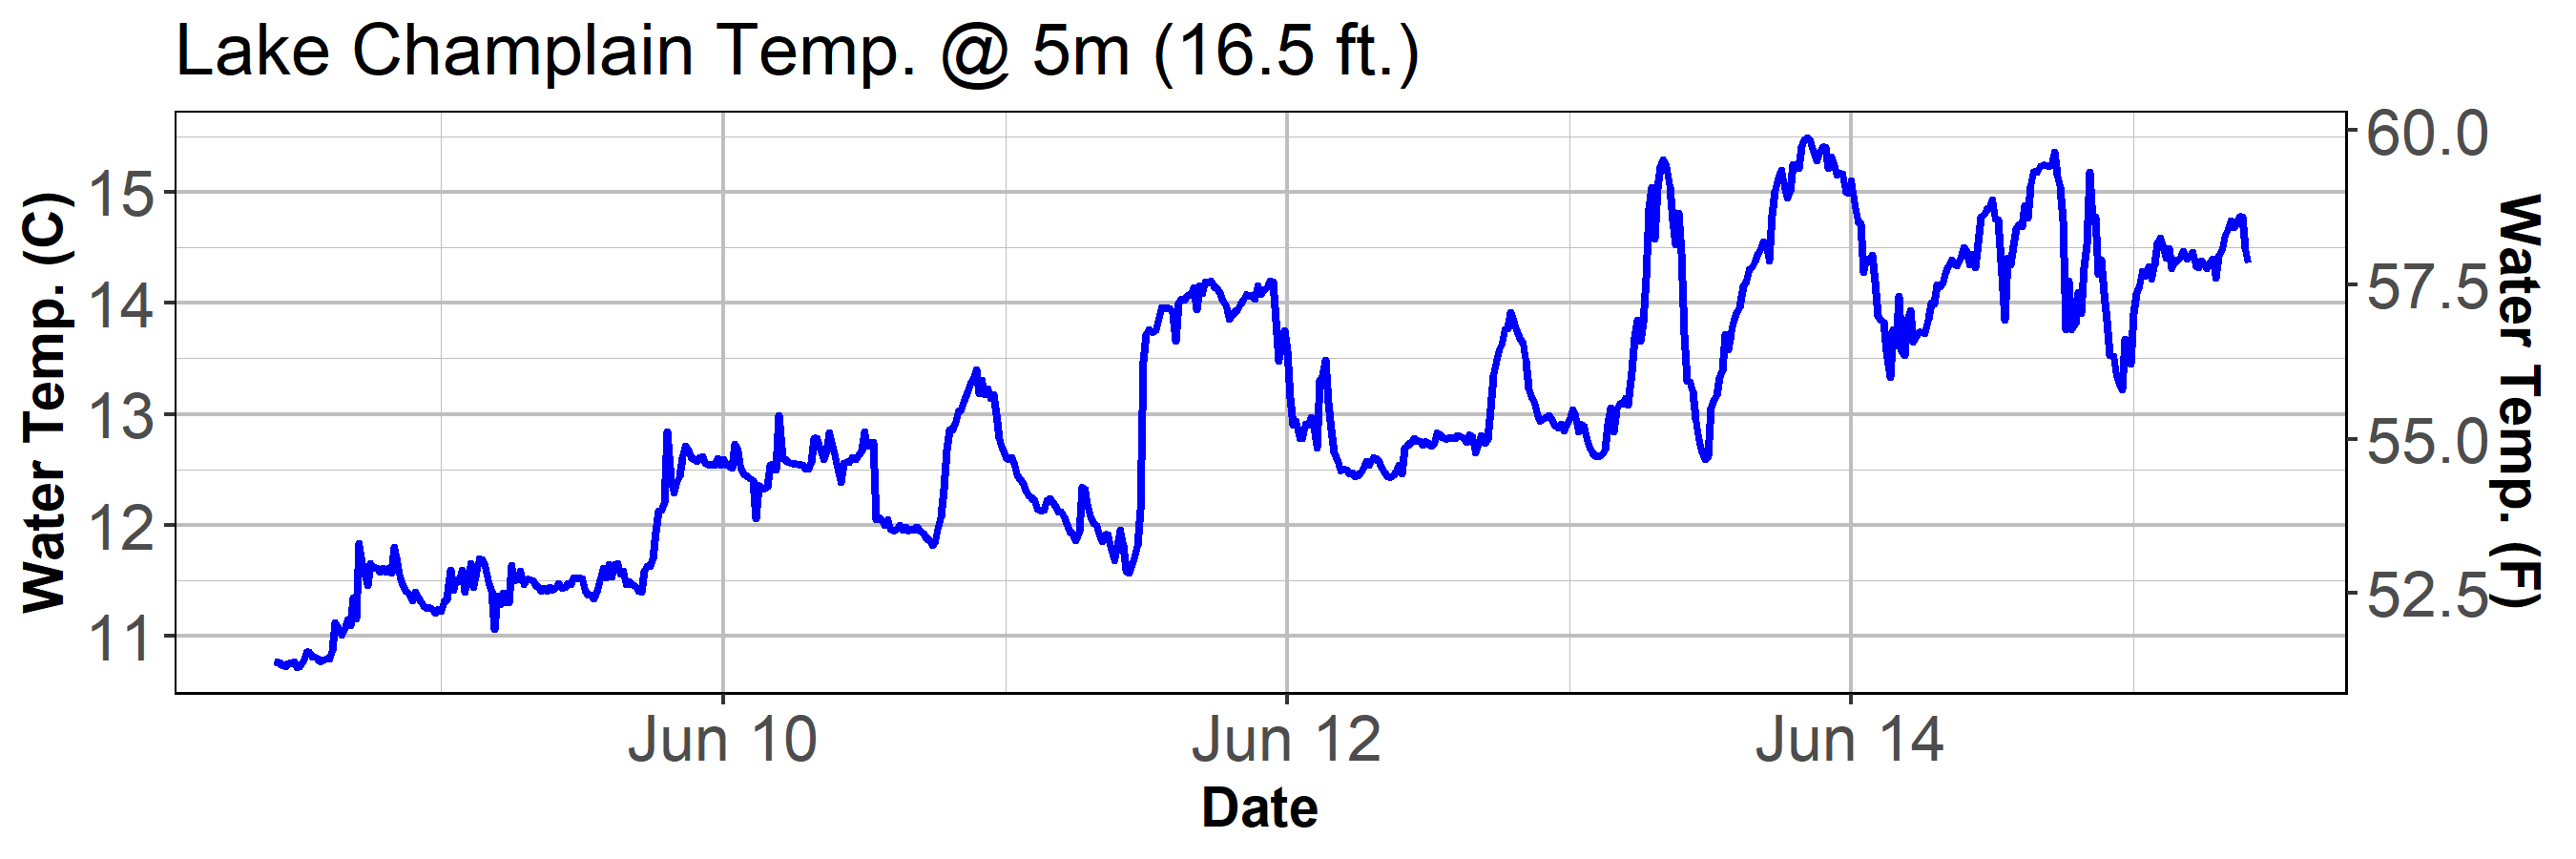 Lake Champlain Temp. @ 5m (16.5 ft.)
Water Temp. (C)
15
14
13
12
11
60.0
57.5
55.0
52.5
Water Temp. (F)
Jun 10
Jun 12
Jun 14
Date